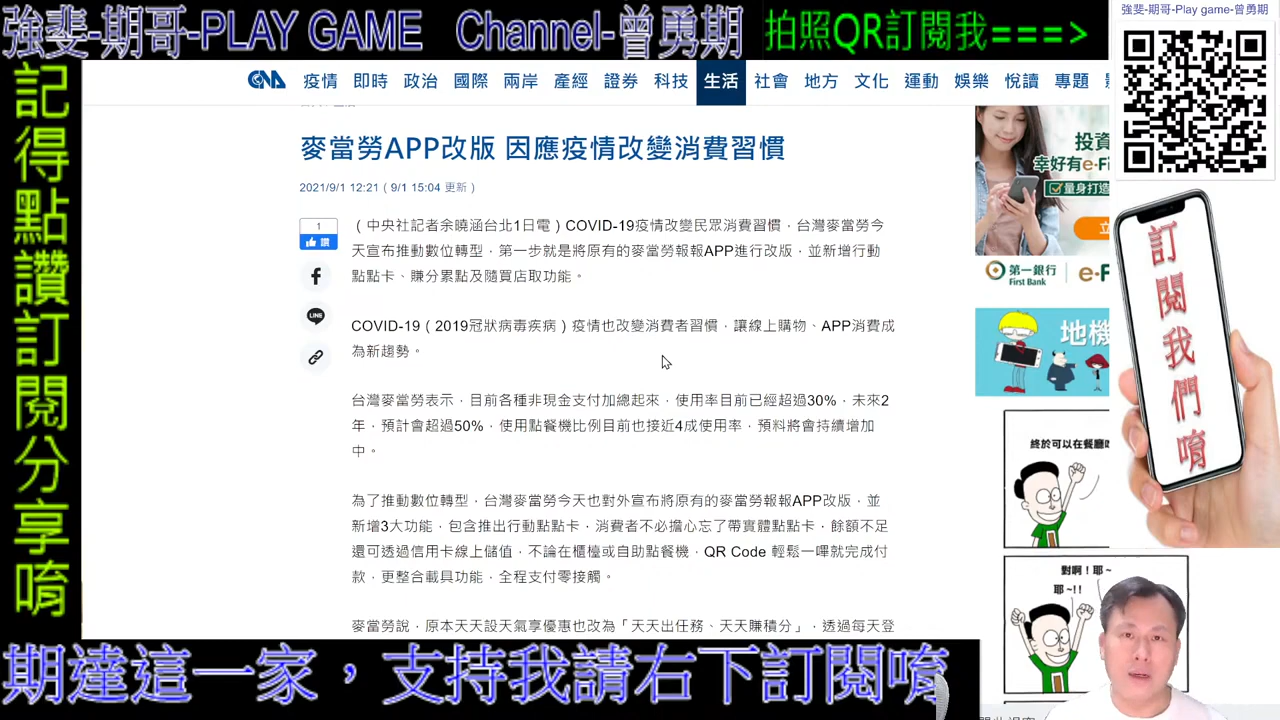 強斐-期哥-PLAY GAME Channel-曾勇期
拍照QR訂閱我===>
強斐-期哥-Play game-曾勇期
記得點讚訂閱分享唷
CNA 疫情 即時 政治 國際 兩岸 產經 證券 科技 生活 社會 地方 文化 運動 娛樂 悅讀 專題
麥當勞APP改版 因應疫情改變消費習慣
2021/9/1 12:21（9/1 15:04 更新）
1
讚
LINE
（中央社記者余曉涵台北1日電）COVID-19疫情改變民眾消費習慣，台灣麥當勞今
天宣布推動數位轉型，第一步就是將原有的麥當勞報報APP進行改版，並新增行動
點點卡、賺分累點及隨買店取功能。
COVID-19（2019冠狀病毒疾病）疫情也改變消費者習慣，讓線上購物、APP消費成
為新趨勢。
台灣麥當勞表示，目前各種非現金支付加總起來，使用率目前已經超過30%，未來2
年，預計會超過50%，使用點餐機比例目前也接近4成使用率，預料將會持續增加
中。
為了推動數位轉型，台灣麥當勞今天也對外宣布將原有的麥當勞報報APP改版，並
新增3大功能，包含推出行動點點卡，消費者不必擔心忘了帶實體點點卡，餘額不足
還可透過信用卡線上儲值，不論在櫃檯或自助點餐機，QR Code 輕鬆一嗶就完成付
款，更整合載具功能，全程支付零接觸。
麥當勞說，原本天天設天氣享優惠也改為「天天出任務、天天賺積分」，透過每天登
投資
幸好有e-Fi
量身打造
第一銀行
First Bank
e-F
地機
終於可以在餐廳
對啊！耶~
耶~!!
訂閱我們唷
期達這一家，支持我請右下訂閱唷